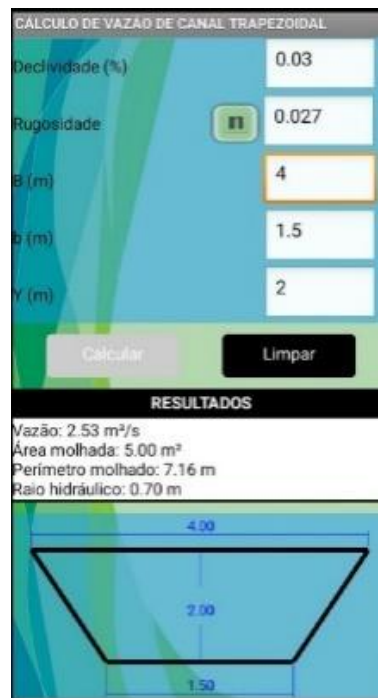 CÁLCULO DE VAZÃO DE CANAL TRAPEZOIDAL
Declividade (%) 0.03
Rugosidade n 0.027
B (m) 4
b (m) 1.5
Y (m) 2
Calcular Limpar
RESULTADOS
Vazão: 2.53 m³/s
Área molhada: 5.00 m²
Perímetro molhado: 7.16 m
Raio hidráulico: 0.70 m
4.00
2.00
1.50